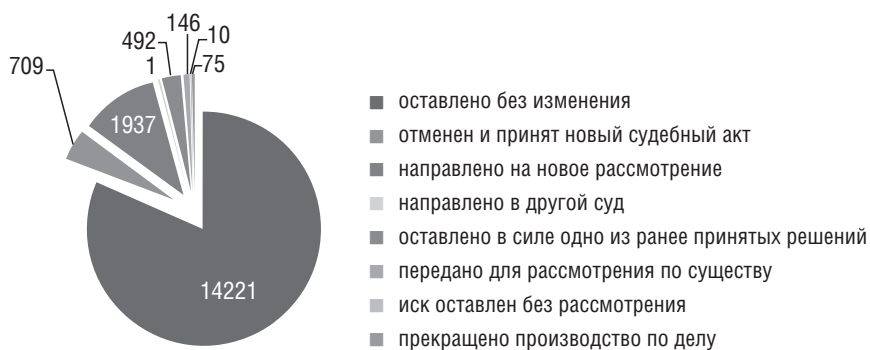 146
10
492
75
709
1
1937
14221
оставлено без изменения
отменен и принят новый судебный акт
направлено на новое рассмотрение
направлено в другой суд
оставлено в силе одно из ранее принятых решений
передано для рассмотрения по существу
иск оставлен без рассмотрения
прекращено производство по делу